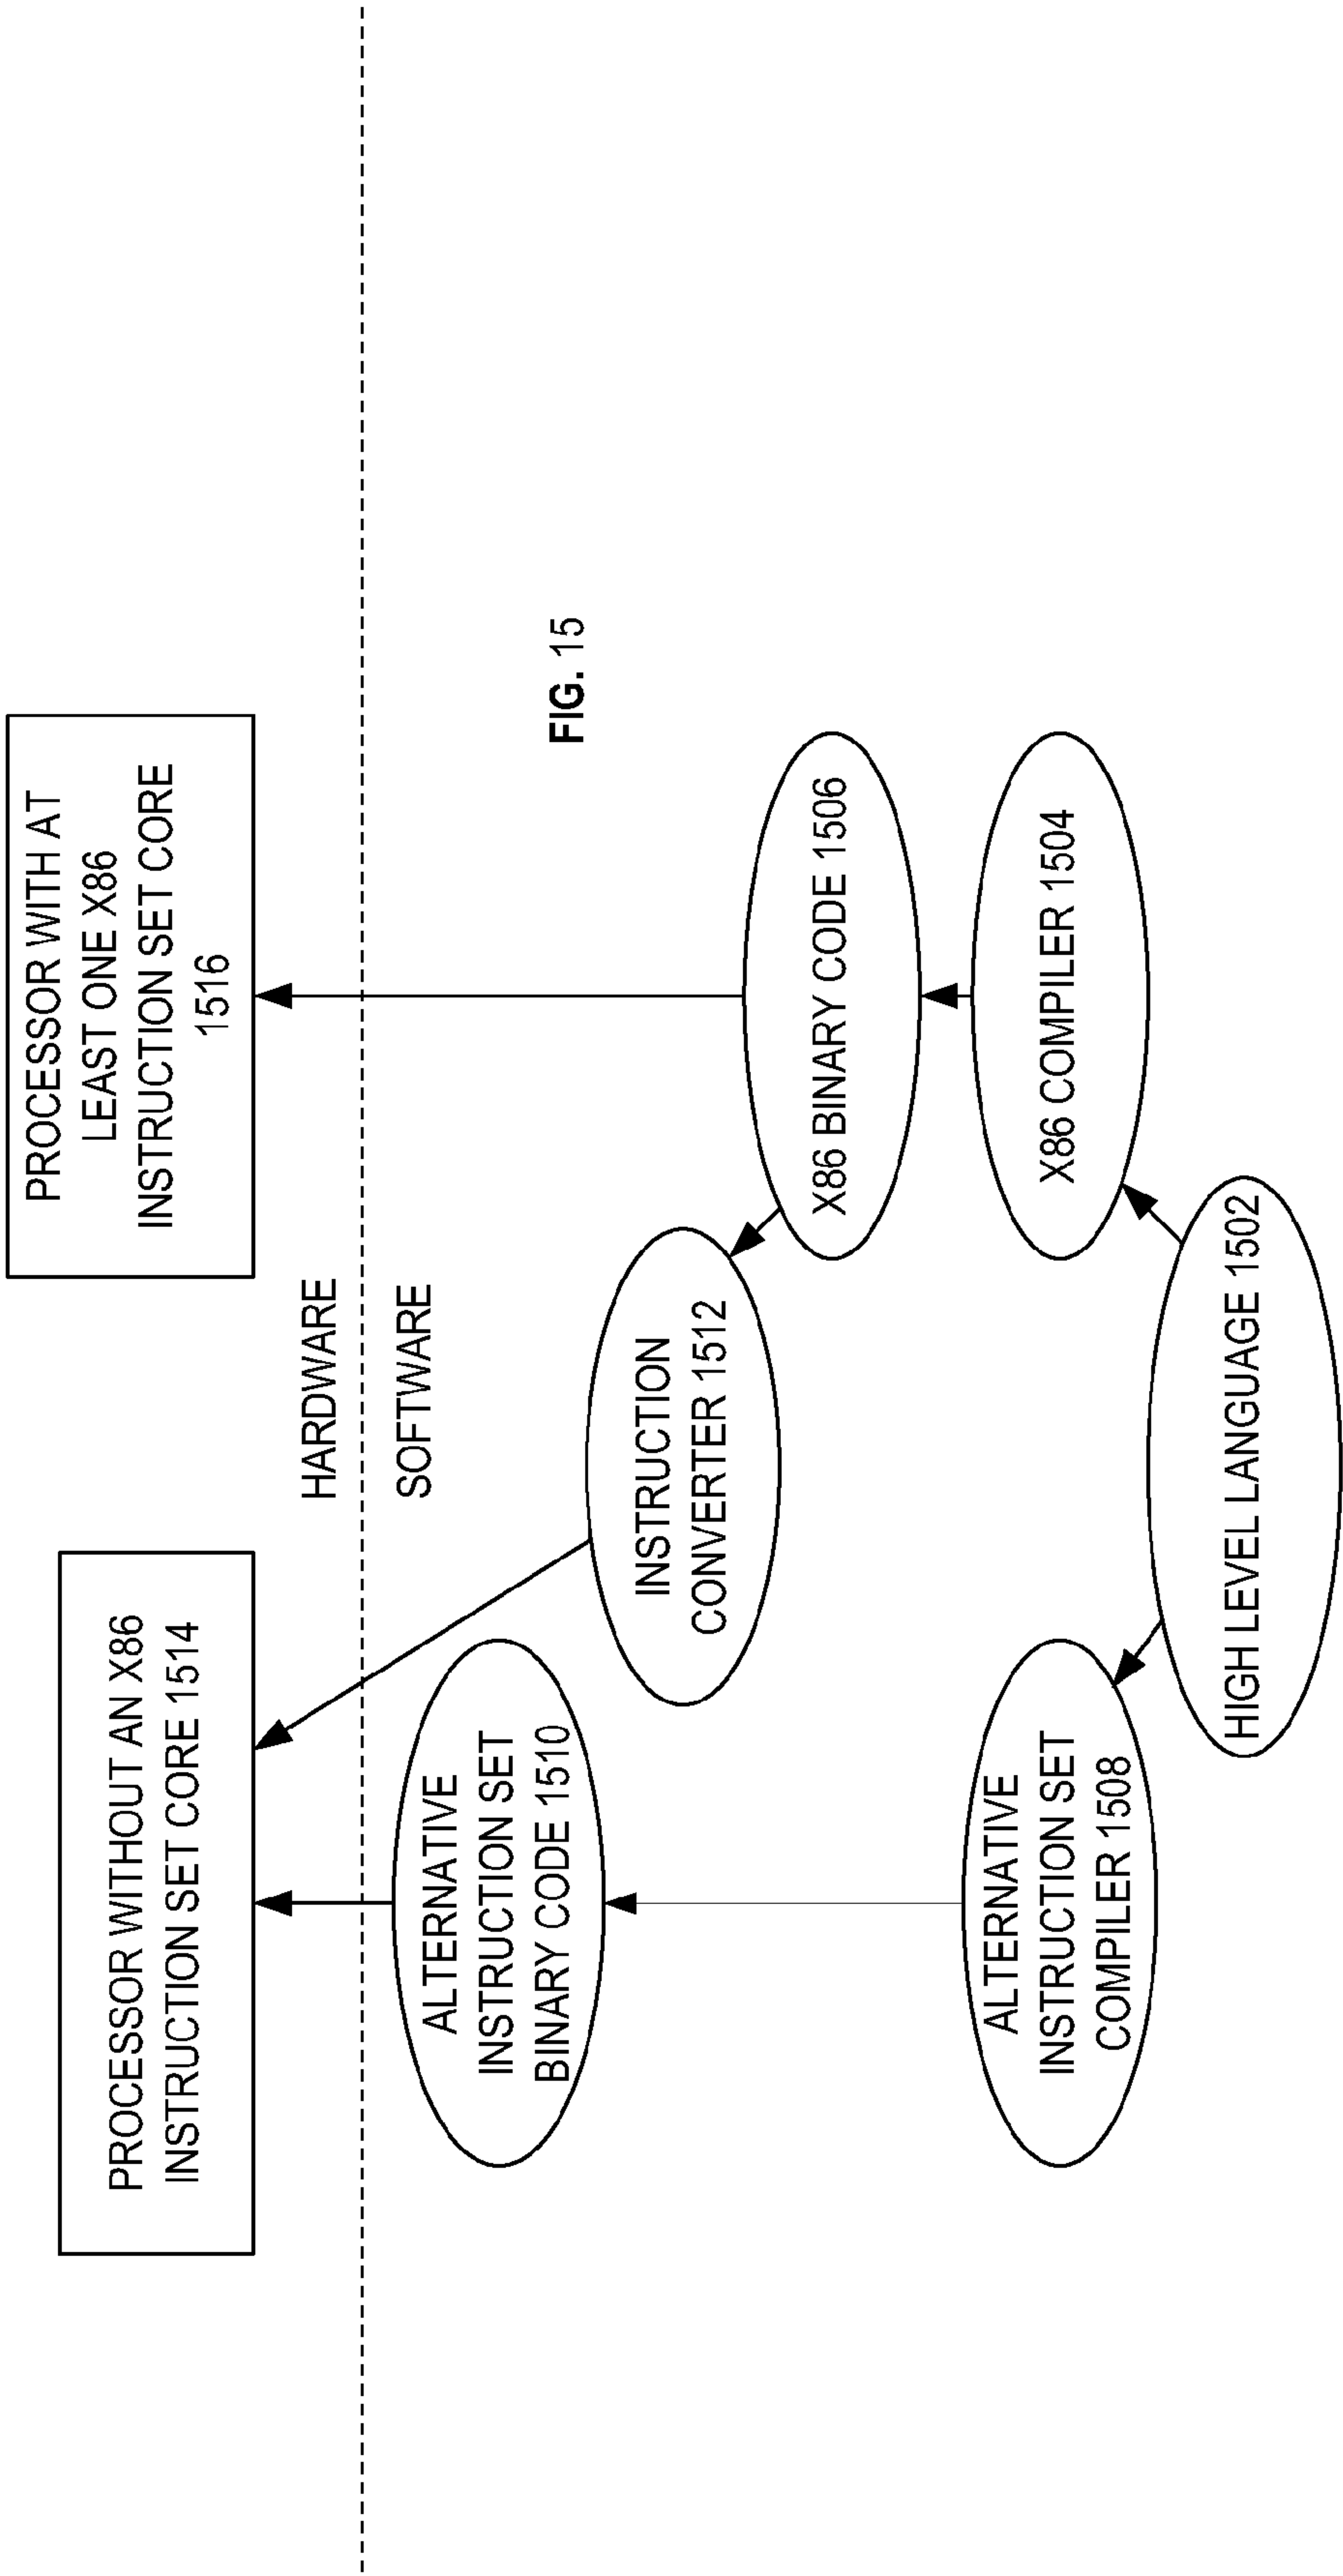 PROCESSOR WITHOUT AN X86
INSTRUCTION SET CORE 1514
PROCESSOR WITH AT
LEAST ONE X86
INSTRUCTION SET CORE
1516
HARDWARE
SOFTWARE
ALTERNATIVE
INSTRUCTION SET
BINARY CODE 1510
INSTRUCTION
CONVERTER 1512
FIG. 15
X86 BINARY CODE 1506
ALTERNATIVE
INSTRUCTION SET
COMPILER 1508
X86 COMPILER 1504
HIGH LEVEL LANGUAGE 1502